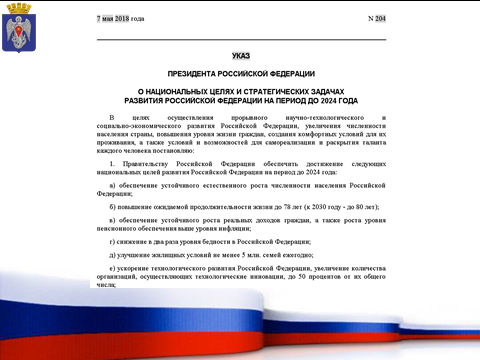 7 мая 2018 года N 204
УКАЗ
ПРЕЗИДЕНТА РОССИЙСКОЙ ФЕДЕРАЦИИ
О НАЦИОНАЛЬНЫХ ЦЕЛЯХ И СТРАТЕГИЧЕСКИХ ЗАДАЧАХ
РАЗВИТИЯ РОССИЙСКОЙ ФЕДЕРАЦИИ НА ПЕРИОД ДО 2024 ГОДА
В целях осуществления прорывного научно-технологического и
социально-экономического развития Российской Федерации, увеличения численности
населения страны, повышения уровня жизни граждан, создания комфортных условий для их
проживания, а также условий и возможностей для самореализации и раскрытия таланта
каждого человека постановляю:
1. Правительству Российской Федерации обеспечить достижение следующих
национальных целей развития Российской Федерации на период до 2024 года:
а) обеспечение устойчивого естественного роста численности населения Российской
Федерации;
б) повышение ожидаемой продолжительности жизни до 78 лет (к 2030 году - до 80 лет);
в) обеспечение устойчивого роста реальных доходов граждан, а также роста уровня
пенсионного обеспечения выше уровня инфляции;
г) снижение в два раза уровня бедности в Российской Федерации;
д) улучшение жилищных условий не менее 5 млн. семей ежегодно;
е) ускорение технологического развития Российской Федерации, увеличение количества
организаций, осуществляющих технологические инновации, до 50 процентов от их общего
числа;